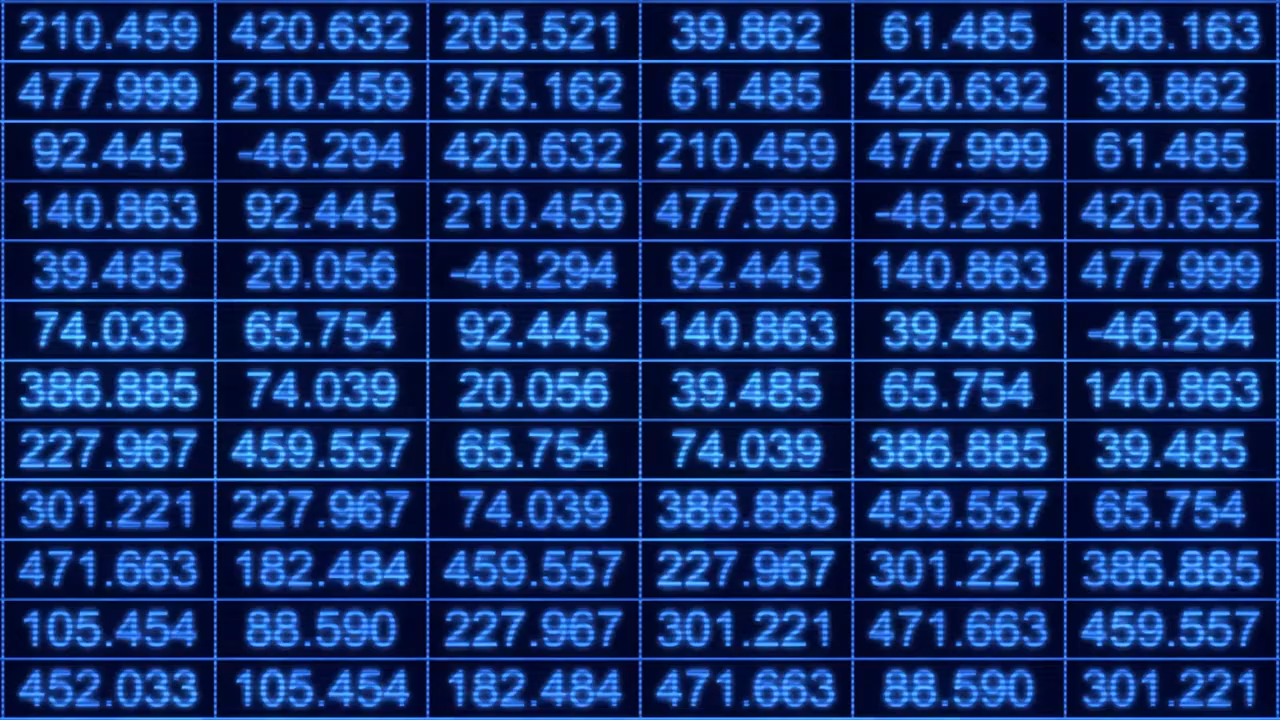 210.459 420.632 205.521 39.862 61.485 308.163
477.999 210.459 375.162 61.485 420.632 39.862
92.445 -46.294 420.632 210.459 477.999 61.485
140.863 92.445 210.459 477.999 -46.294 420.632
39.485 20.056 -46.294 92.445 140.863 477.999
74.039 65.754 92.445 140.863 39.485 -46.294
386.885 74.039 20.056 39.485 65.754 140.863
227.967 459.557 65.754 74.039 386.885 39.485
301.221 227.967 74.039 386.885 459.557 65.754
471.663 182.484 459.557 227.967 301.221 386.885
105.454 88.590 227.967 301.221 471.663 459.557
452.033 105.454 182.484 471.663 88.590 301.221